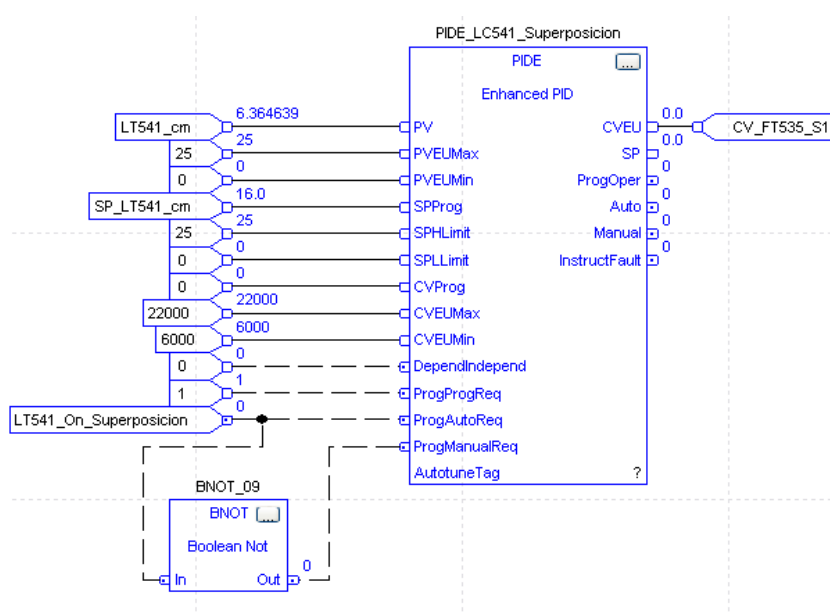 PIDE_LC541_Superposicion
PIDE ...
Enhanced PID
LT541_cm 6.364639 PV CVEU 0.0 CV_FT535_S1
25 25 PVEUMax SP 0.0
0 0 PVEUMin ProgOper 0
SP_LT541_cm 16.0 SPProg Auto 0
25 25 SPHLimit Manual 0
0 0 SPLLimit InstructFault 0
0 0 CVProg
22000 22000 CVEUMax
6000 6000 CVEUMin
0 0 DependIndepend
1 1 ProgProgReq
LT541_On_Superposicion 0 ProgAutoReq
ProgManualReq
AutotuneTag ?
BNOT_09
BNOT ...
Boolean Not
In Out 0